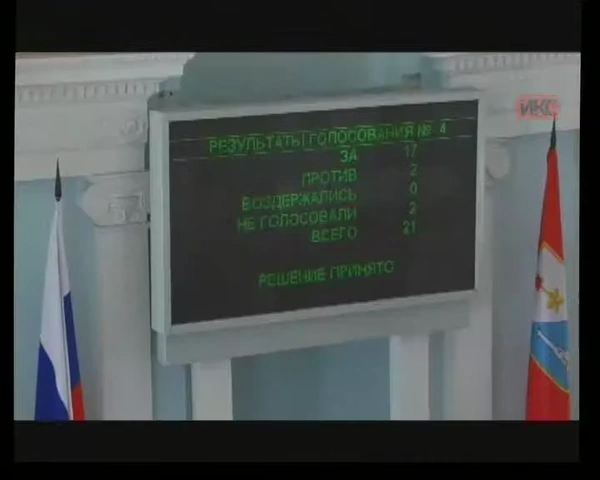 ИКС
РЕЗУЛЬТАТЫ ГОЛОСОВАНИЯ № 4
ЗА 17
ПРОТИВ 2
ВОЗДЕРЖАЛИСЬ 0
НЕ ГОЛОСОВАЛИ 2
ВСЕГО 21
РЕШЕНИЕ ПРИНЯТО